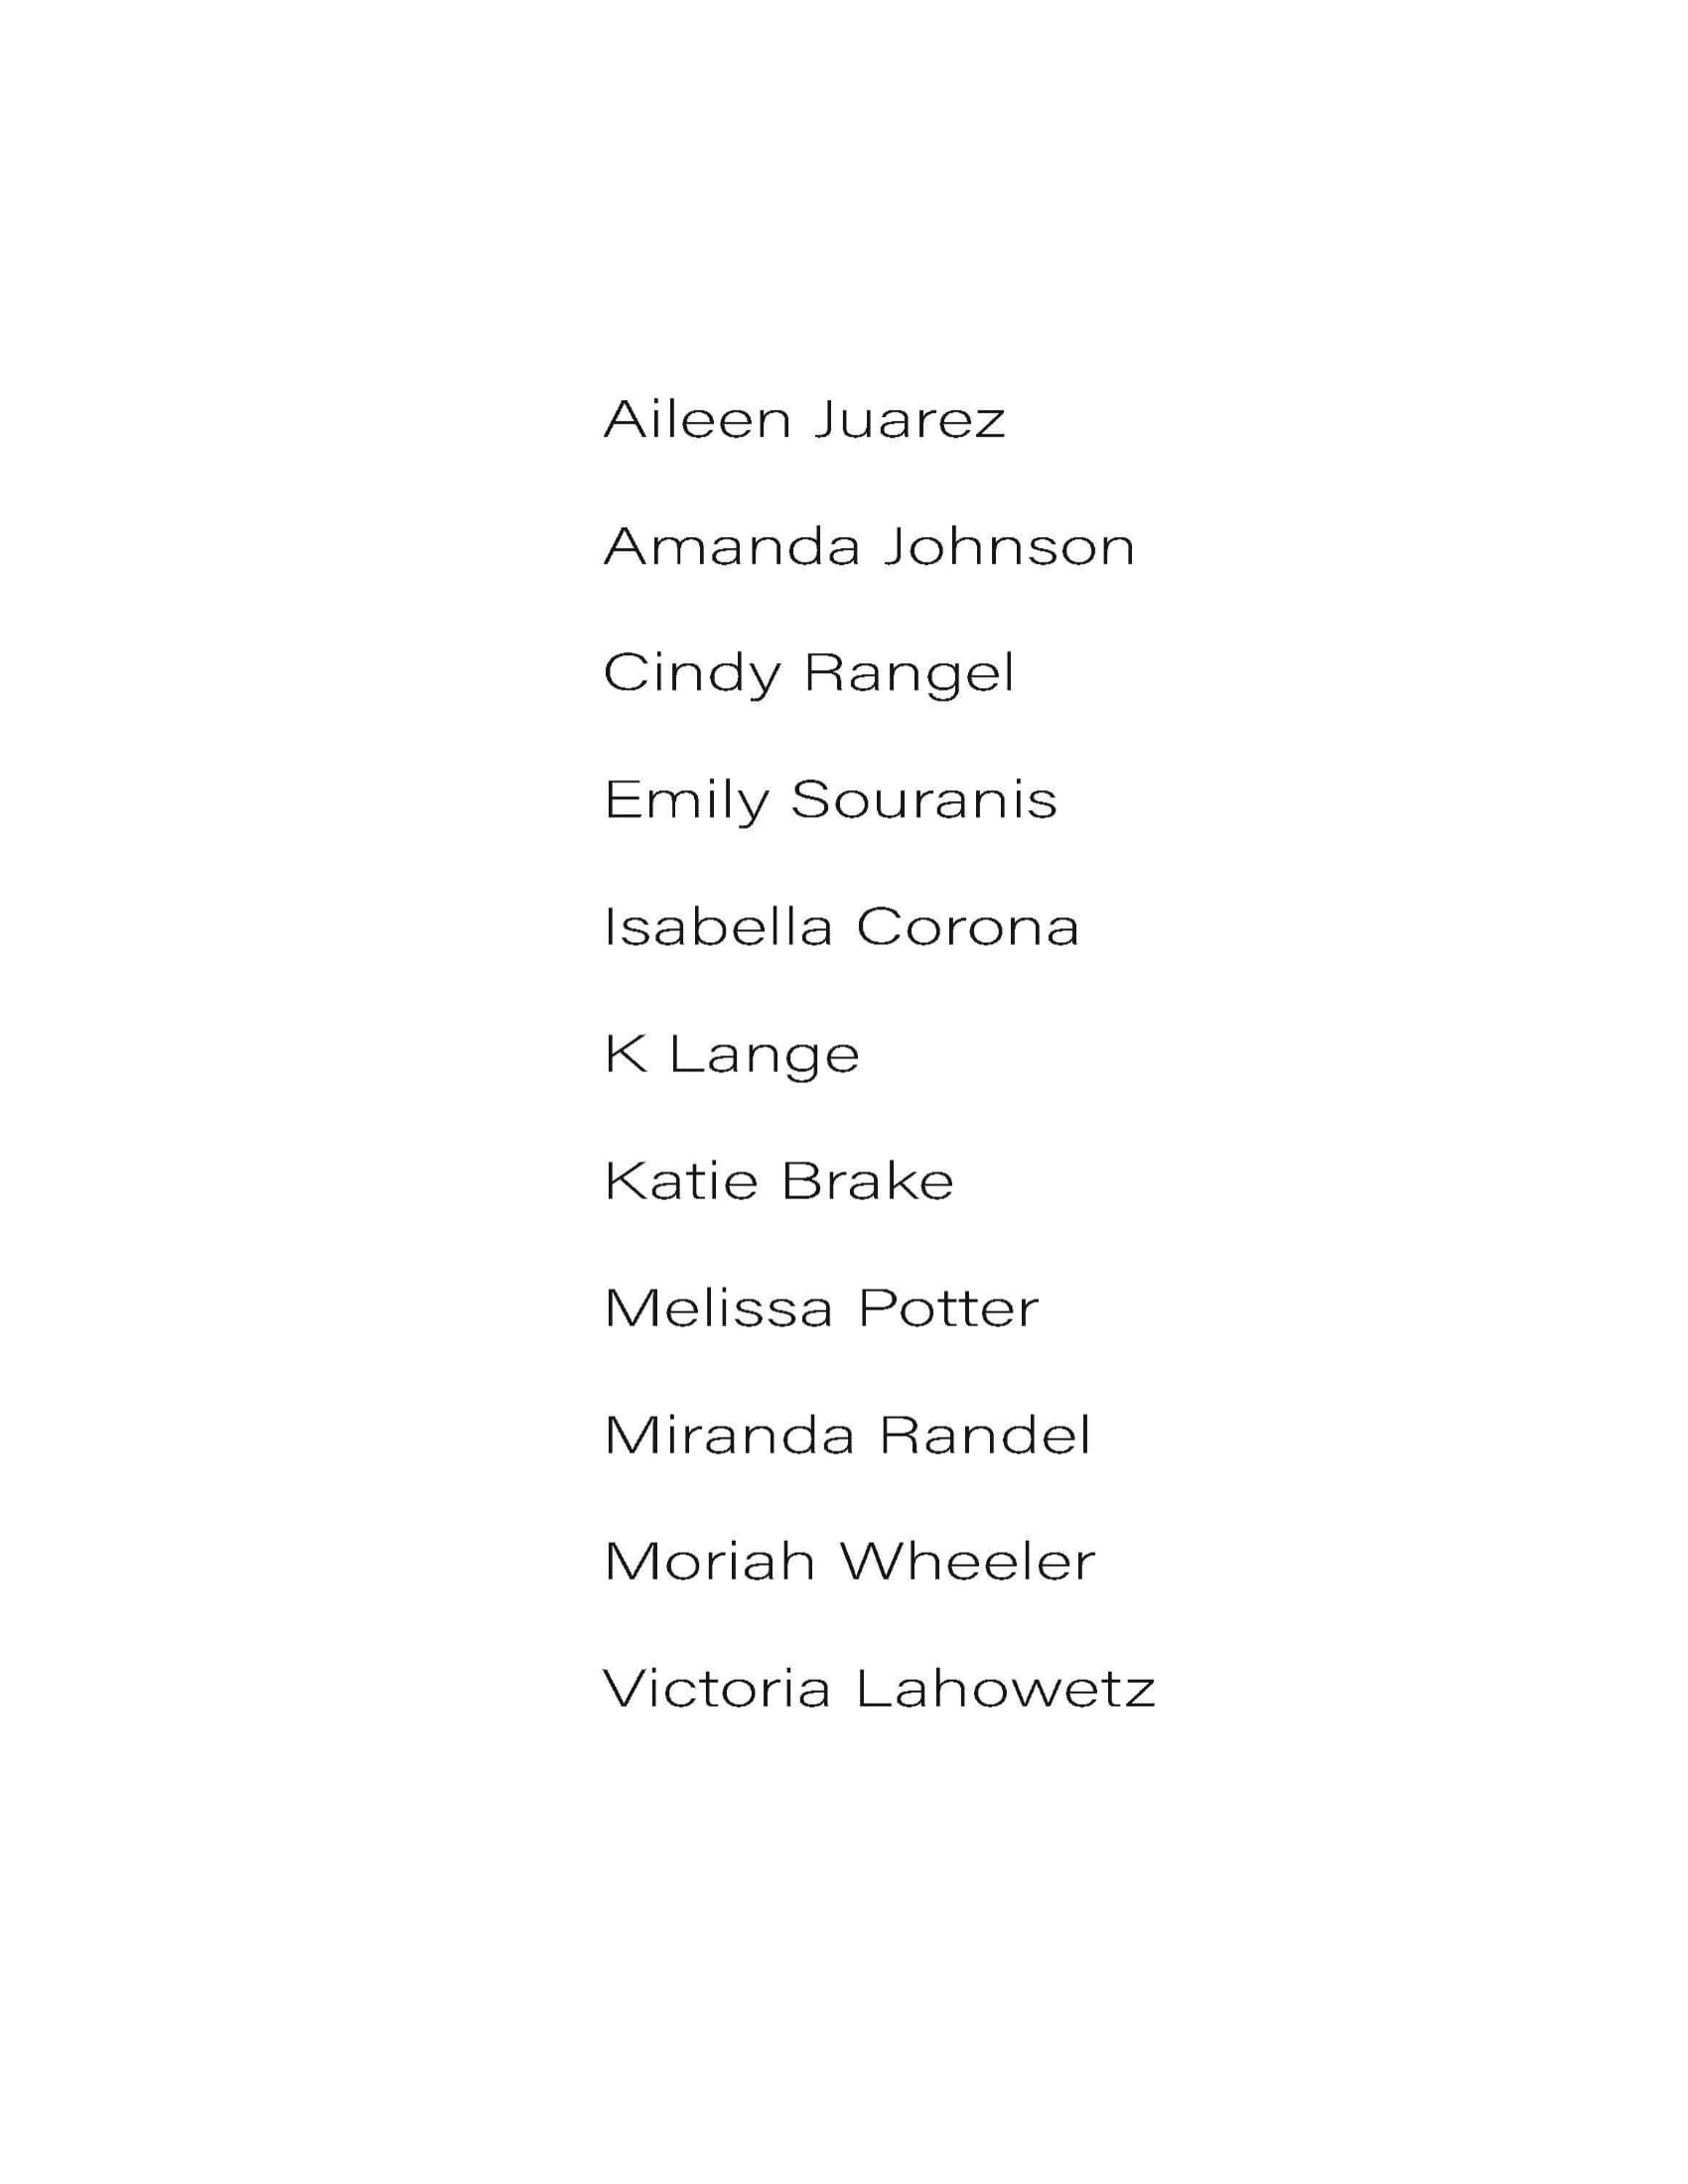 Aileen Juarez
Amanda Johnson
Cindy Rangel
Emily Souranis
Isabella Corona
K Lange
Katie Brake
Melissa Potter
Miranda Randel
Moriah Wheeler
Victoria Lahowetz